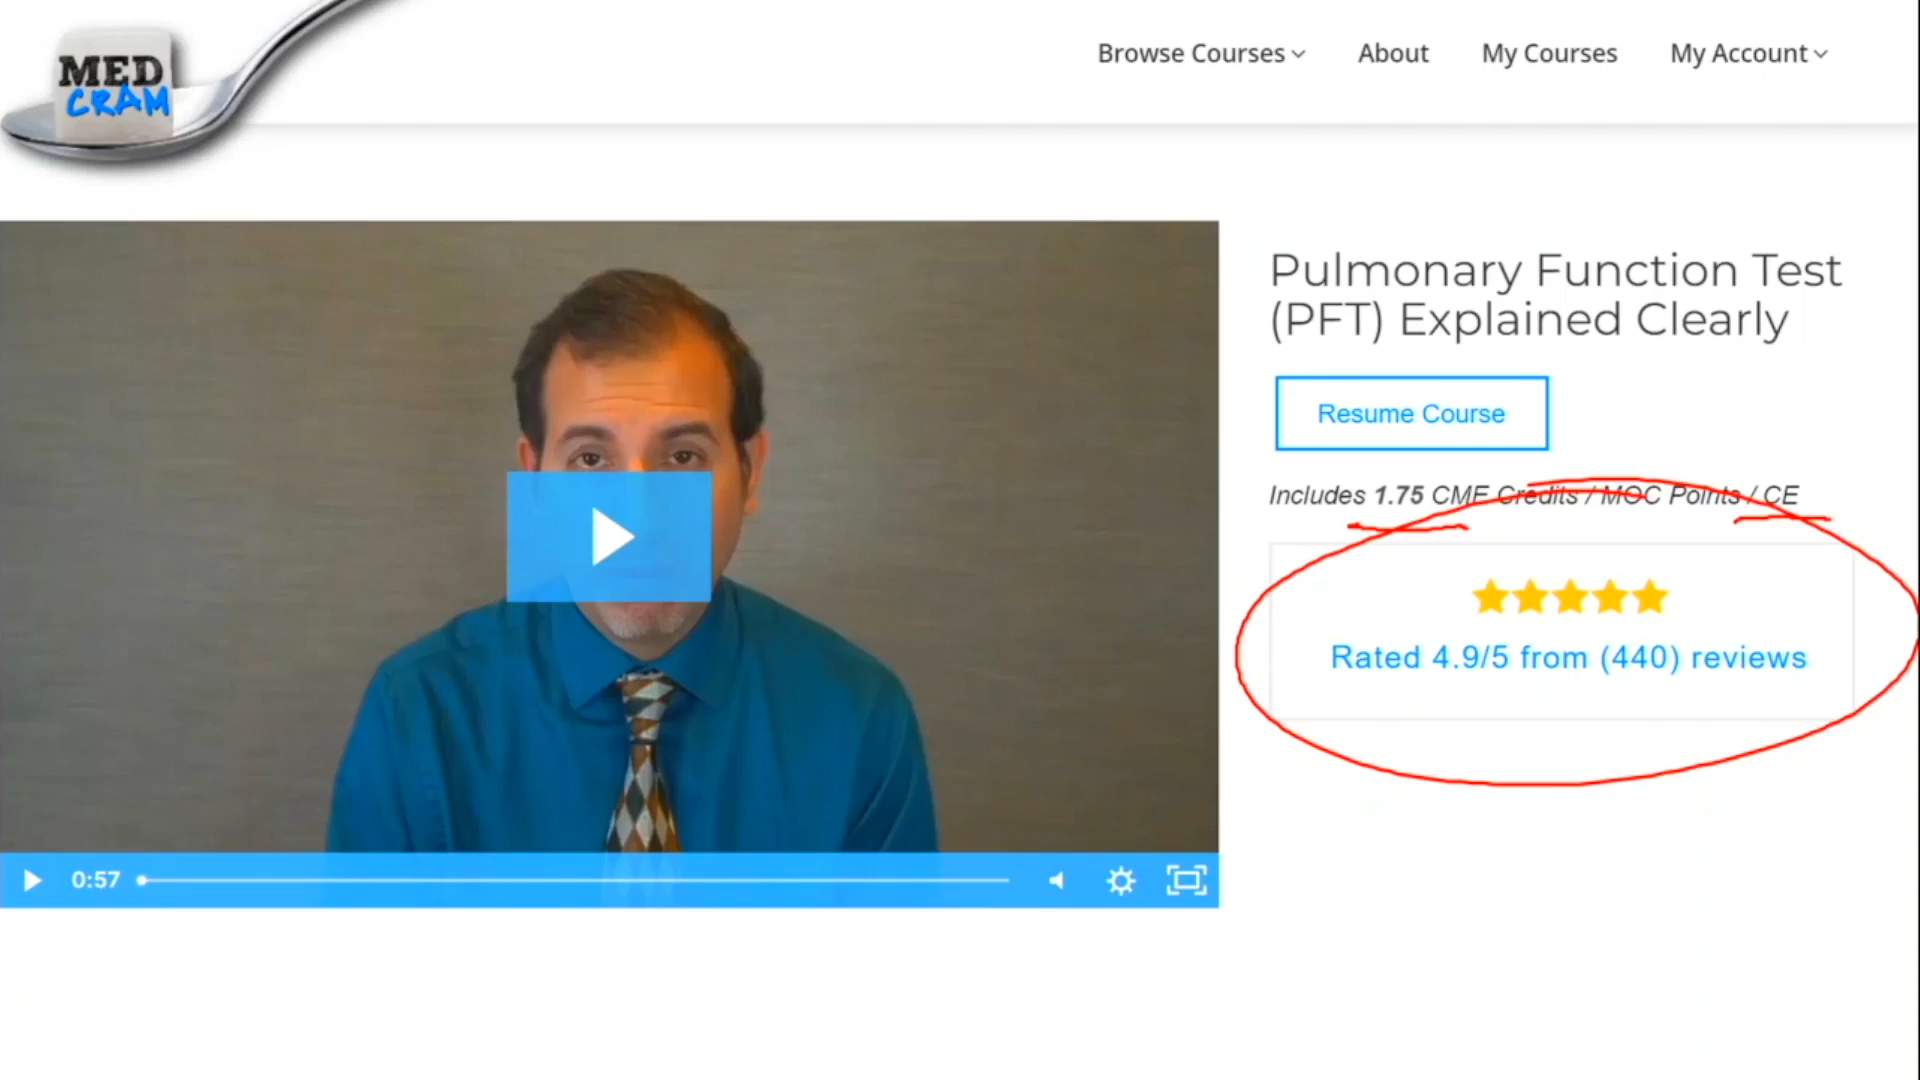 MED
CRAM
Browse Courses
About
My Courses
My Account
Pulmonary Function Test
(PFT) Explained Clearly
Resume Course
Includes 1.75 CME Credits / MOC Points / CE
Rated 4.9/5 from (440) reviews
0:57